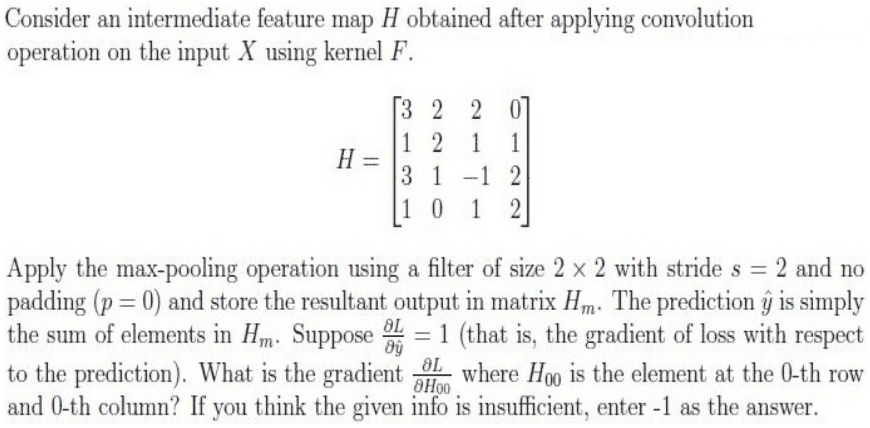 Consider an intermediate feature map H obtained after applying convolution
operation on the input X using kernel F.
H = [3 2 2 0
1 2 1 1
3 1 −1 2
1 0 1 2]
Apply the max-pooling operation using a filter of size 2 × 2 with stride s = 2 and no
padding (p = 0) and store the resultant output in matrix Hₘ. The prediction ŷ is simply
the sum of elements in Hₘ. Suppose ∂L/∂ŷ = 1 (that is, the gradient of loss with respect
to the prediction). What is the gradient ∂L/∂H₀₀ where H₀₀ is the element at the 0-th row
and 0-th column? If you think the given info is insufficient, enter -1 as the answer.